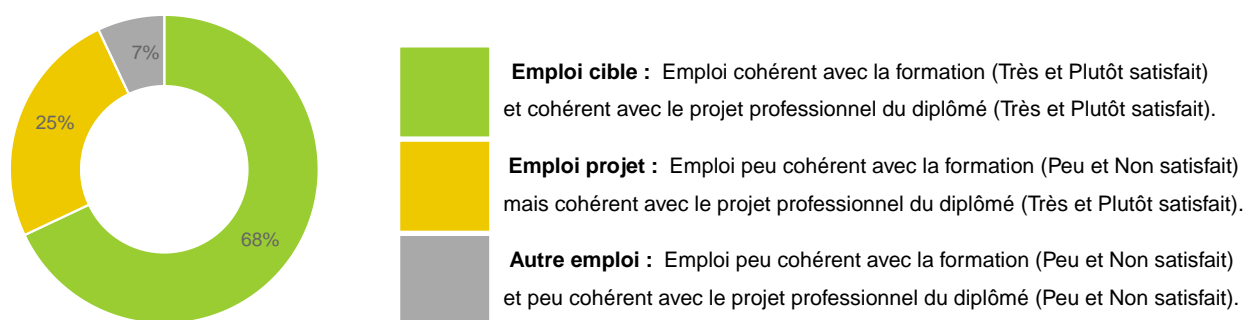 7%
25%
68%
Emploi cible : Emploi cohérent avec la formation (Très et Plutôt satisfait)
et cohérent avec le projet professionnel du diplômé (Très et Plutôt satisfait).
Emploi projet : Emploi peu cohérent avec la formation (Peu et Non satisfait)
mais cohérent avec le projet professionnel du diplômé (Très et Plutôt satisfait).
Autre emploi : Emploi peu cohérent avec la formation (Peu et Non satisfait)
et peu cohérent avec le projet professionnel du diplômé (Peu et Non satisfait).